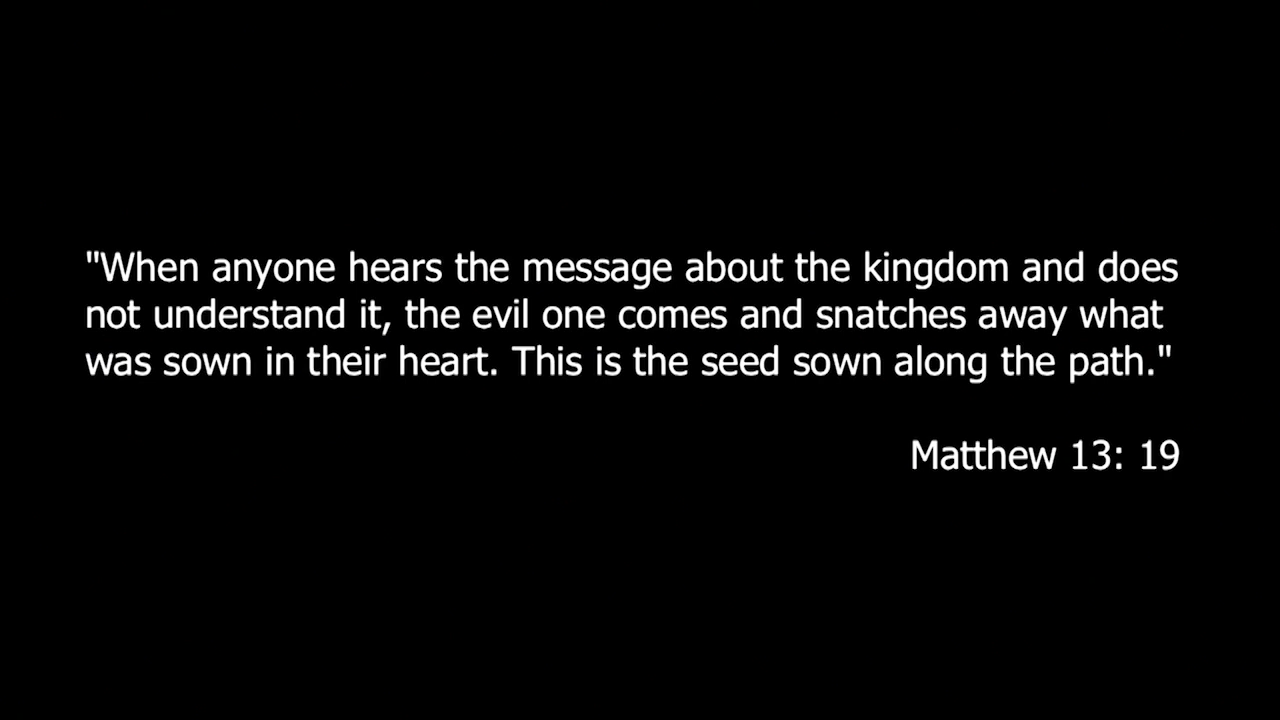 "When anyone hears the message about the kingdom and does
not understand it, the evil one comes and snatches away what
was sown in their heart. This is the seed sown along the path."
Matthew 13: 19